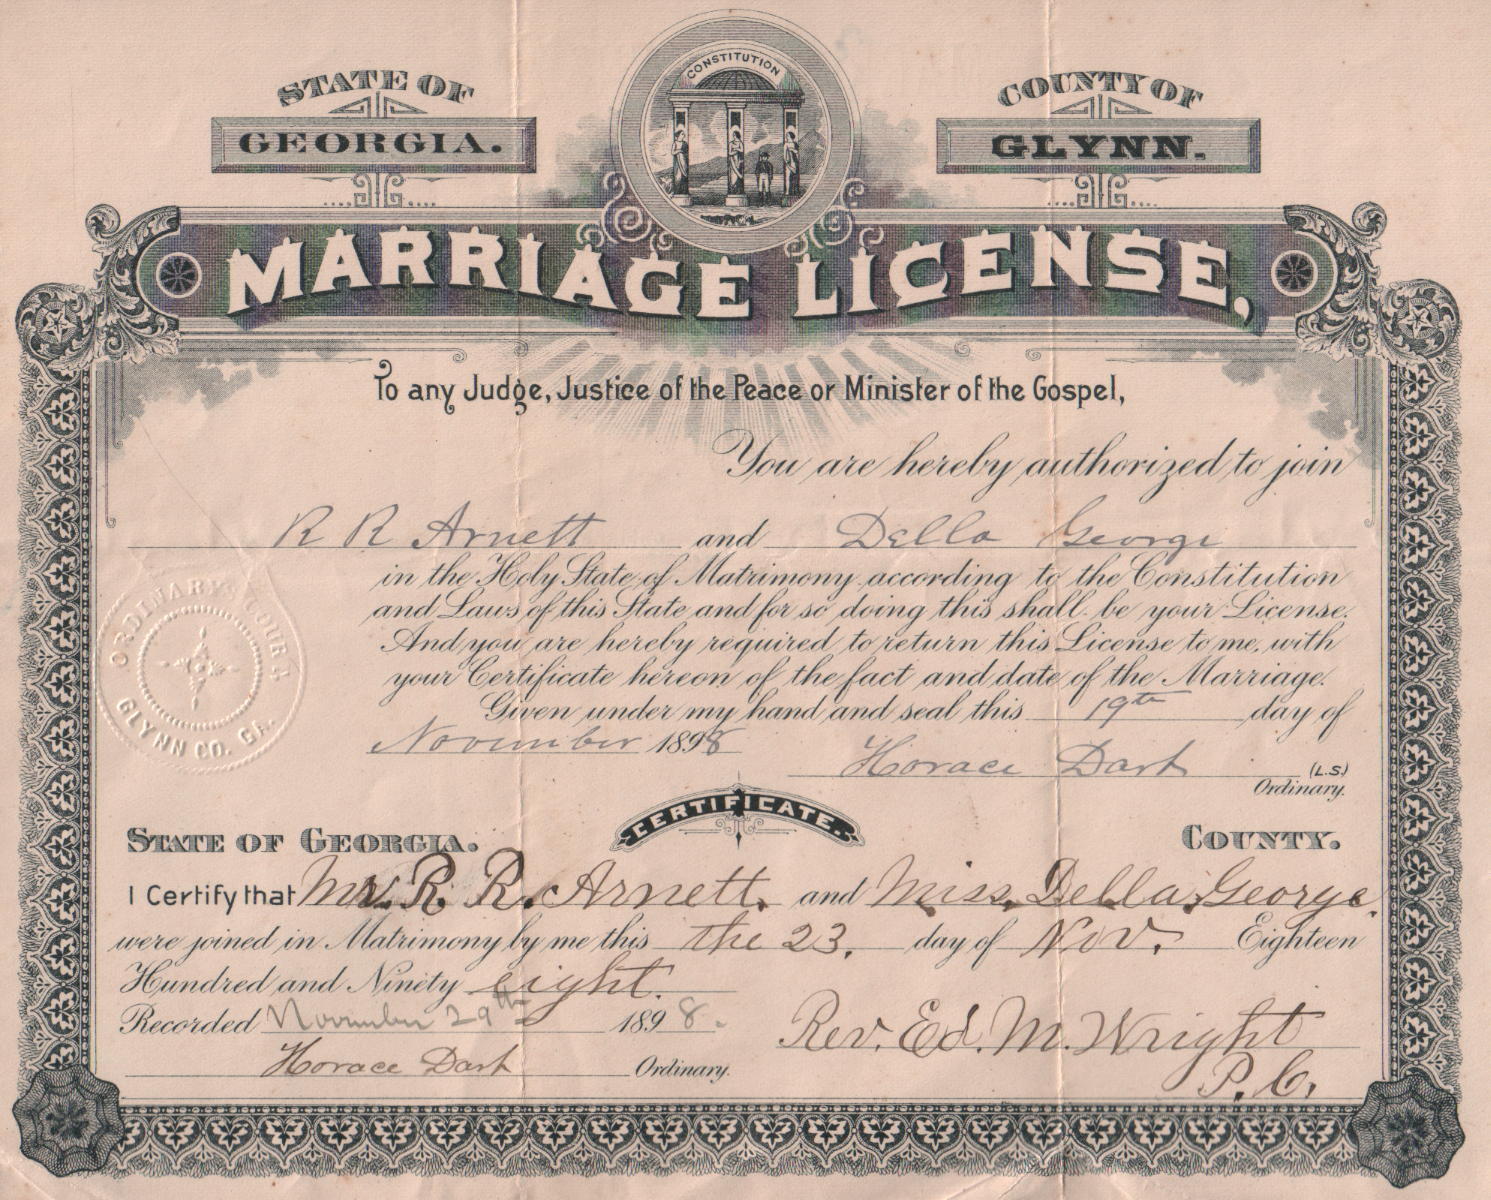 CONSTITUTION
STATE OF
GEORGIA.
COUNTY OF
GLYNN.
MARRIAGE LICENSE,
To any Judge, Justice of the Peace or Minister of the Gospel,
You are hereby authorized to join
R R Arnett and Della George
in the Holy State of Matrimony according to the Constitution
and Laws of this State and for so doing this shall be your License.
And you are hereby required to return this License to me, with
your Certificate hereon of the fact and date of the Marriage.
Given under my hand and seal this 19th day of
November 1898
Horace Dart (L.S.)
Ordinary.
ORDINARY'S COURT
GLYNN CO. GA.
CERTIFICATE.
STATE OF GEORGIA. COUNTY.
I Certify that Mr. R. R. Arnett. and Miss. Della. George.
were joined in Matrimony by me this the 23. day of Nov. Eighteen
Hundred and Ninety eight.
Recorded November 29th 1898.
Rev. Ed. M. Wright
P. C.
Horace Dart Ordinary.